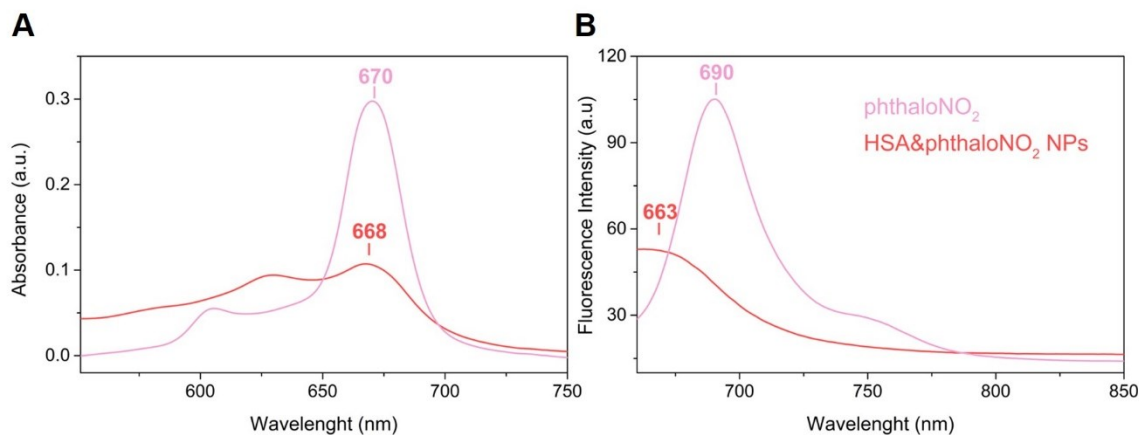 A
Absorbance (a.u.)
0.3
0.2
0.1
0.0
670
668
600
650
700
750
Wavelenght (nm)
B
Fluorescence Intensity (a.u)
120
90
60
30
690
663
phthaloNO₂
HSA&phthaloNO₂ NPs
700
750
800
850
Wavelenght (nm)